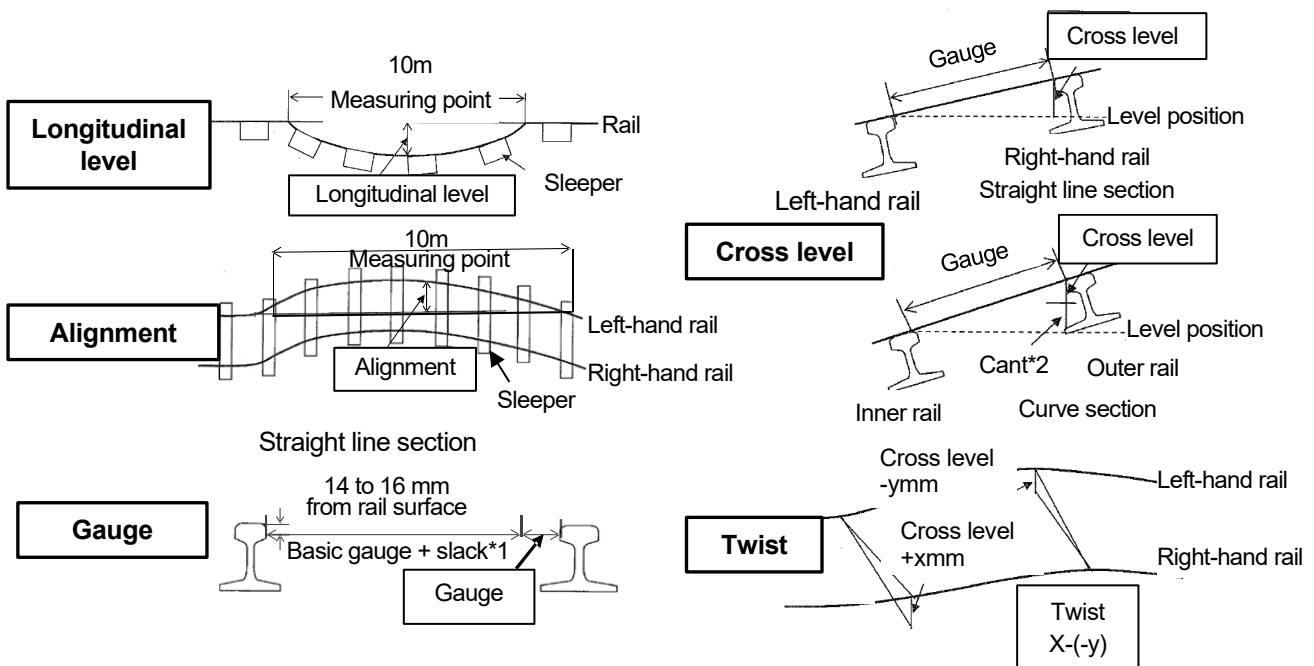 10m
Measuring point
Longitudinal
level
Rail
Sleeper
Longitudinal level
10m
Measuring point
Alignment
Left-hand rail
Alignment
Right-hand rail
Sleeper
Straight line section
Gauge
14 to 16 mm
from rail surface
Basic gauge + slack*1
Gauge
Cross level
Gauge
Level position
Right-hand rail
Left-hand rail
Straight line section
Cross level
Cross level
Gauge
Level position
Cant*2
Outer rail
Inner rail
Curve section
Cross level
-ymm
Left-hand rail
Twist
Cross level
+xmm
Right-hand rail
Twist
X-(-y)